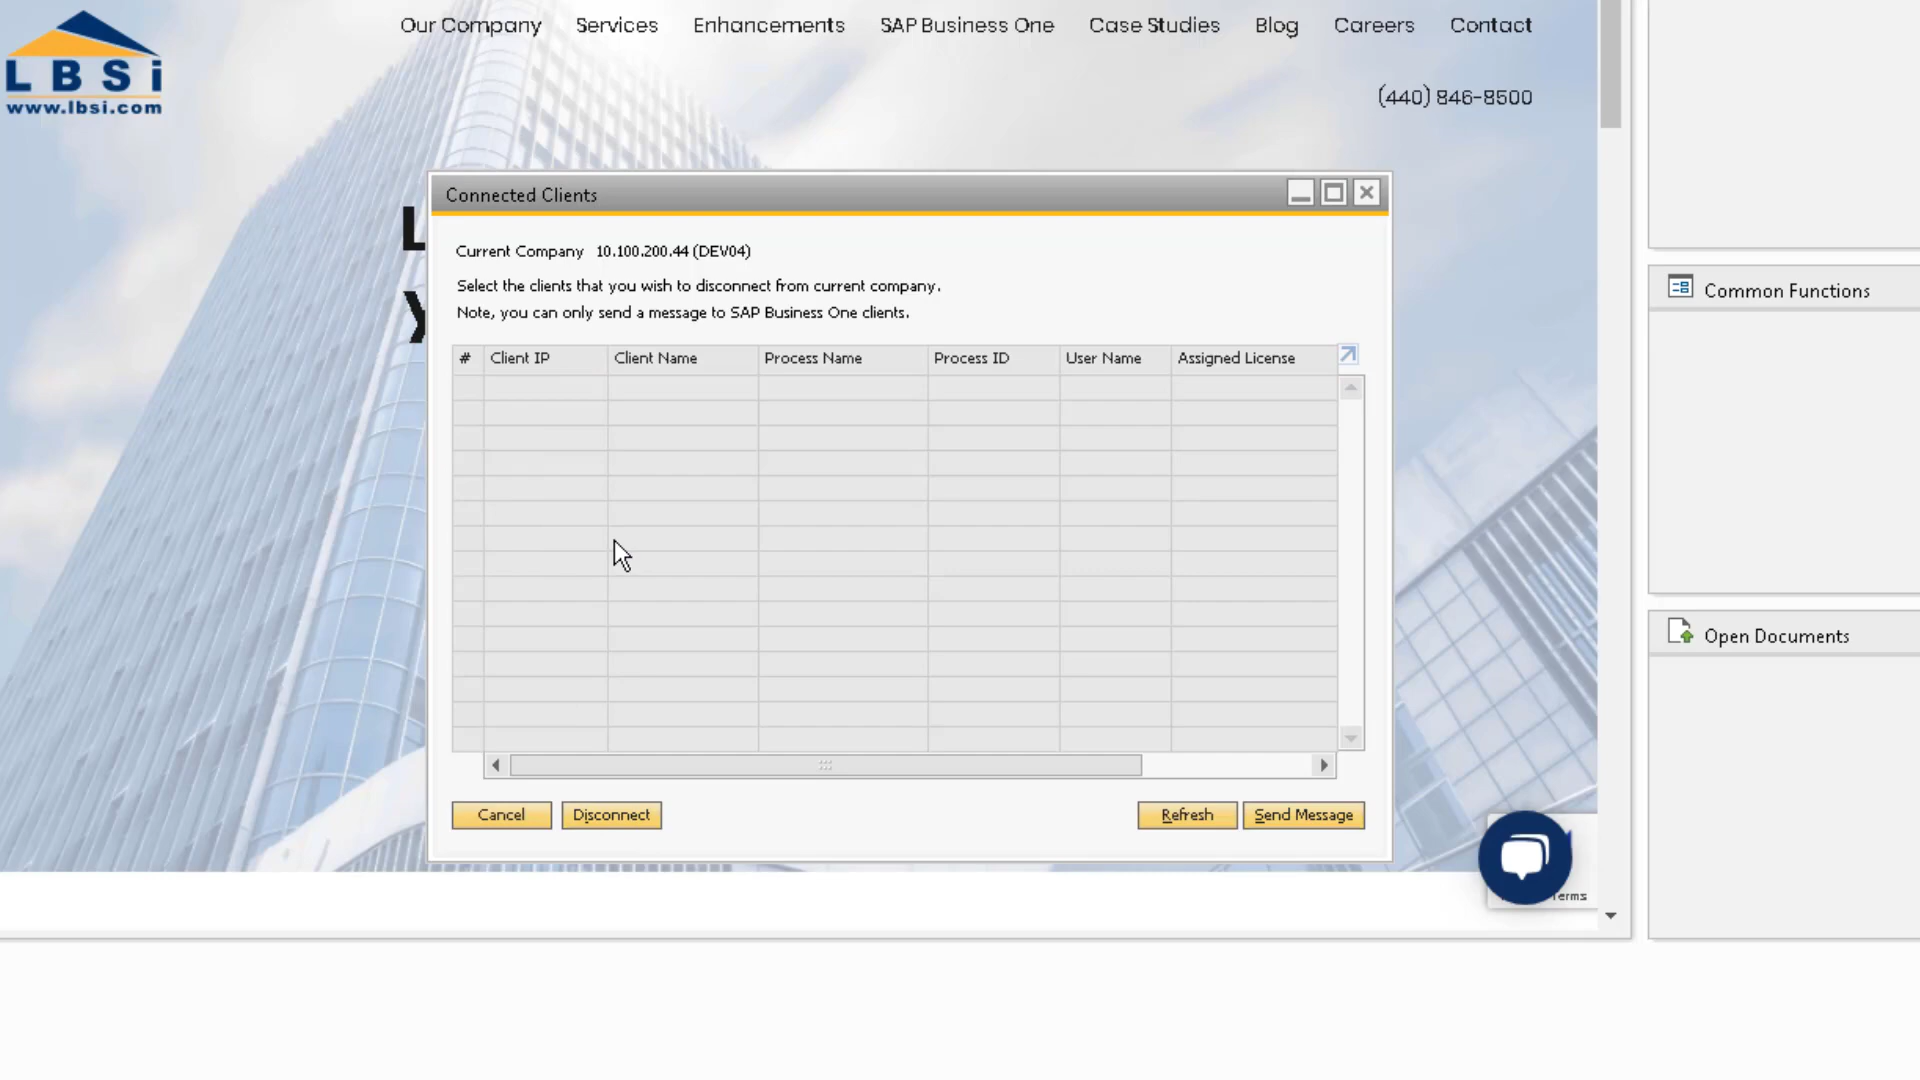 Our Company Services Enhancements SAP Business One Case Studies Blog Careers Contact
LBSi
www.lbsi.com
(440) 846-8500
Connected Clients
Current Company 10.100.200.44 (DEV04)
Select the clients that you wish to disconnect from current company.
Note, you can only send a message to SAP Business One clients.
# Client IP Client Name Process Name Process ID User Name Assigned License
Cancel Disconnect Refresh Send Message
Common Functions
Open Documents